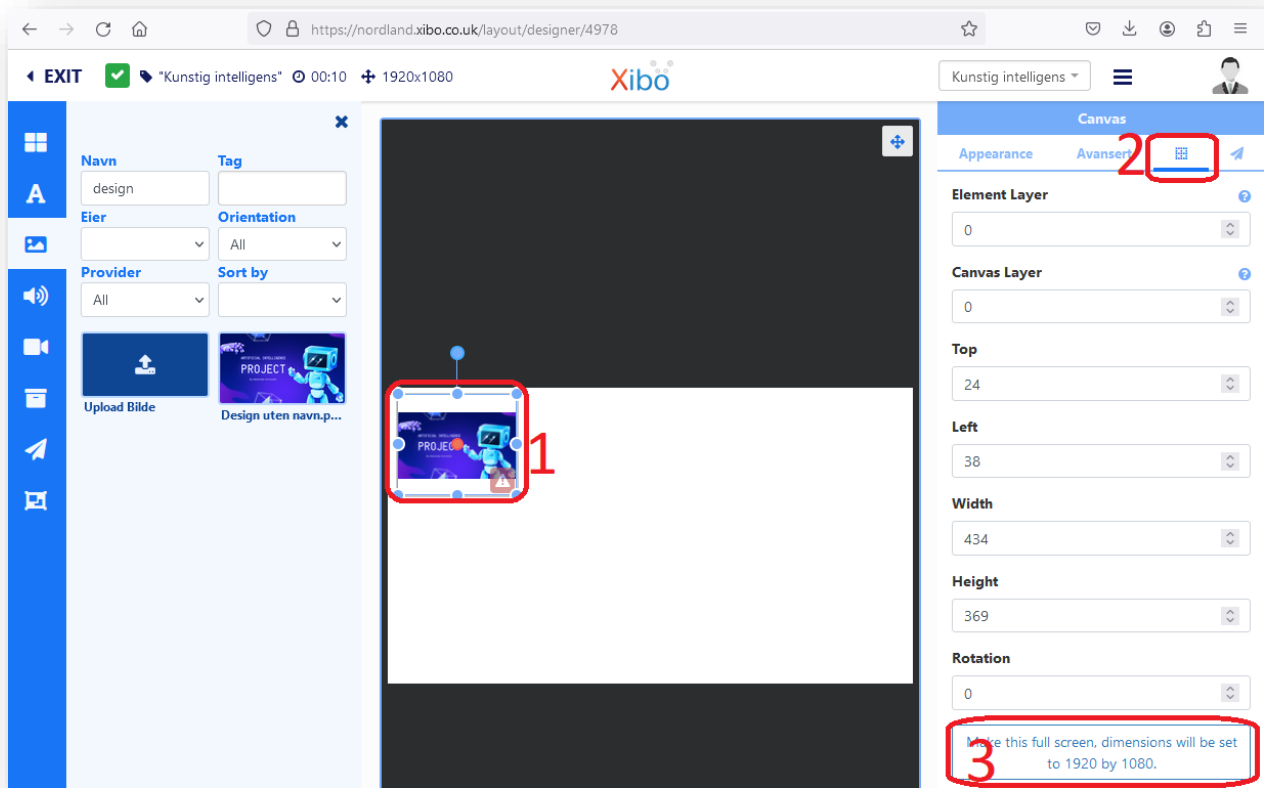 https://nordland.xibo.co.uk/layout/designer/4978
EXIT
"Kunstig intelligens" 00:10 1920x1080
Xibo
Kunstig intelligens
Canvas
Appearance
Avansert
2
Navn
Tag
design
Eier
Orientation
All
Provider
Sort by
All
Upload Bilde
PROJECT
Design uten navn.p...
ARTIFICIAL INTELLIGENCE
PROJEC
1
Element Layer
0
Canvas Layer
0
Top
24
Left
38
Width
434
Height
369
Rotation
0
Make this full screen, dimensions will be set
to 1920 by 1080.
3